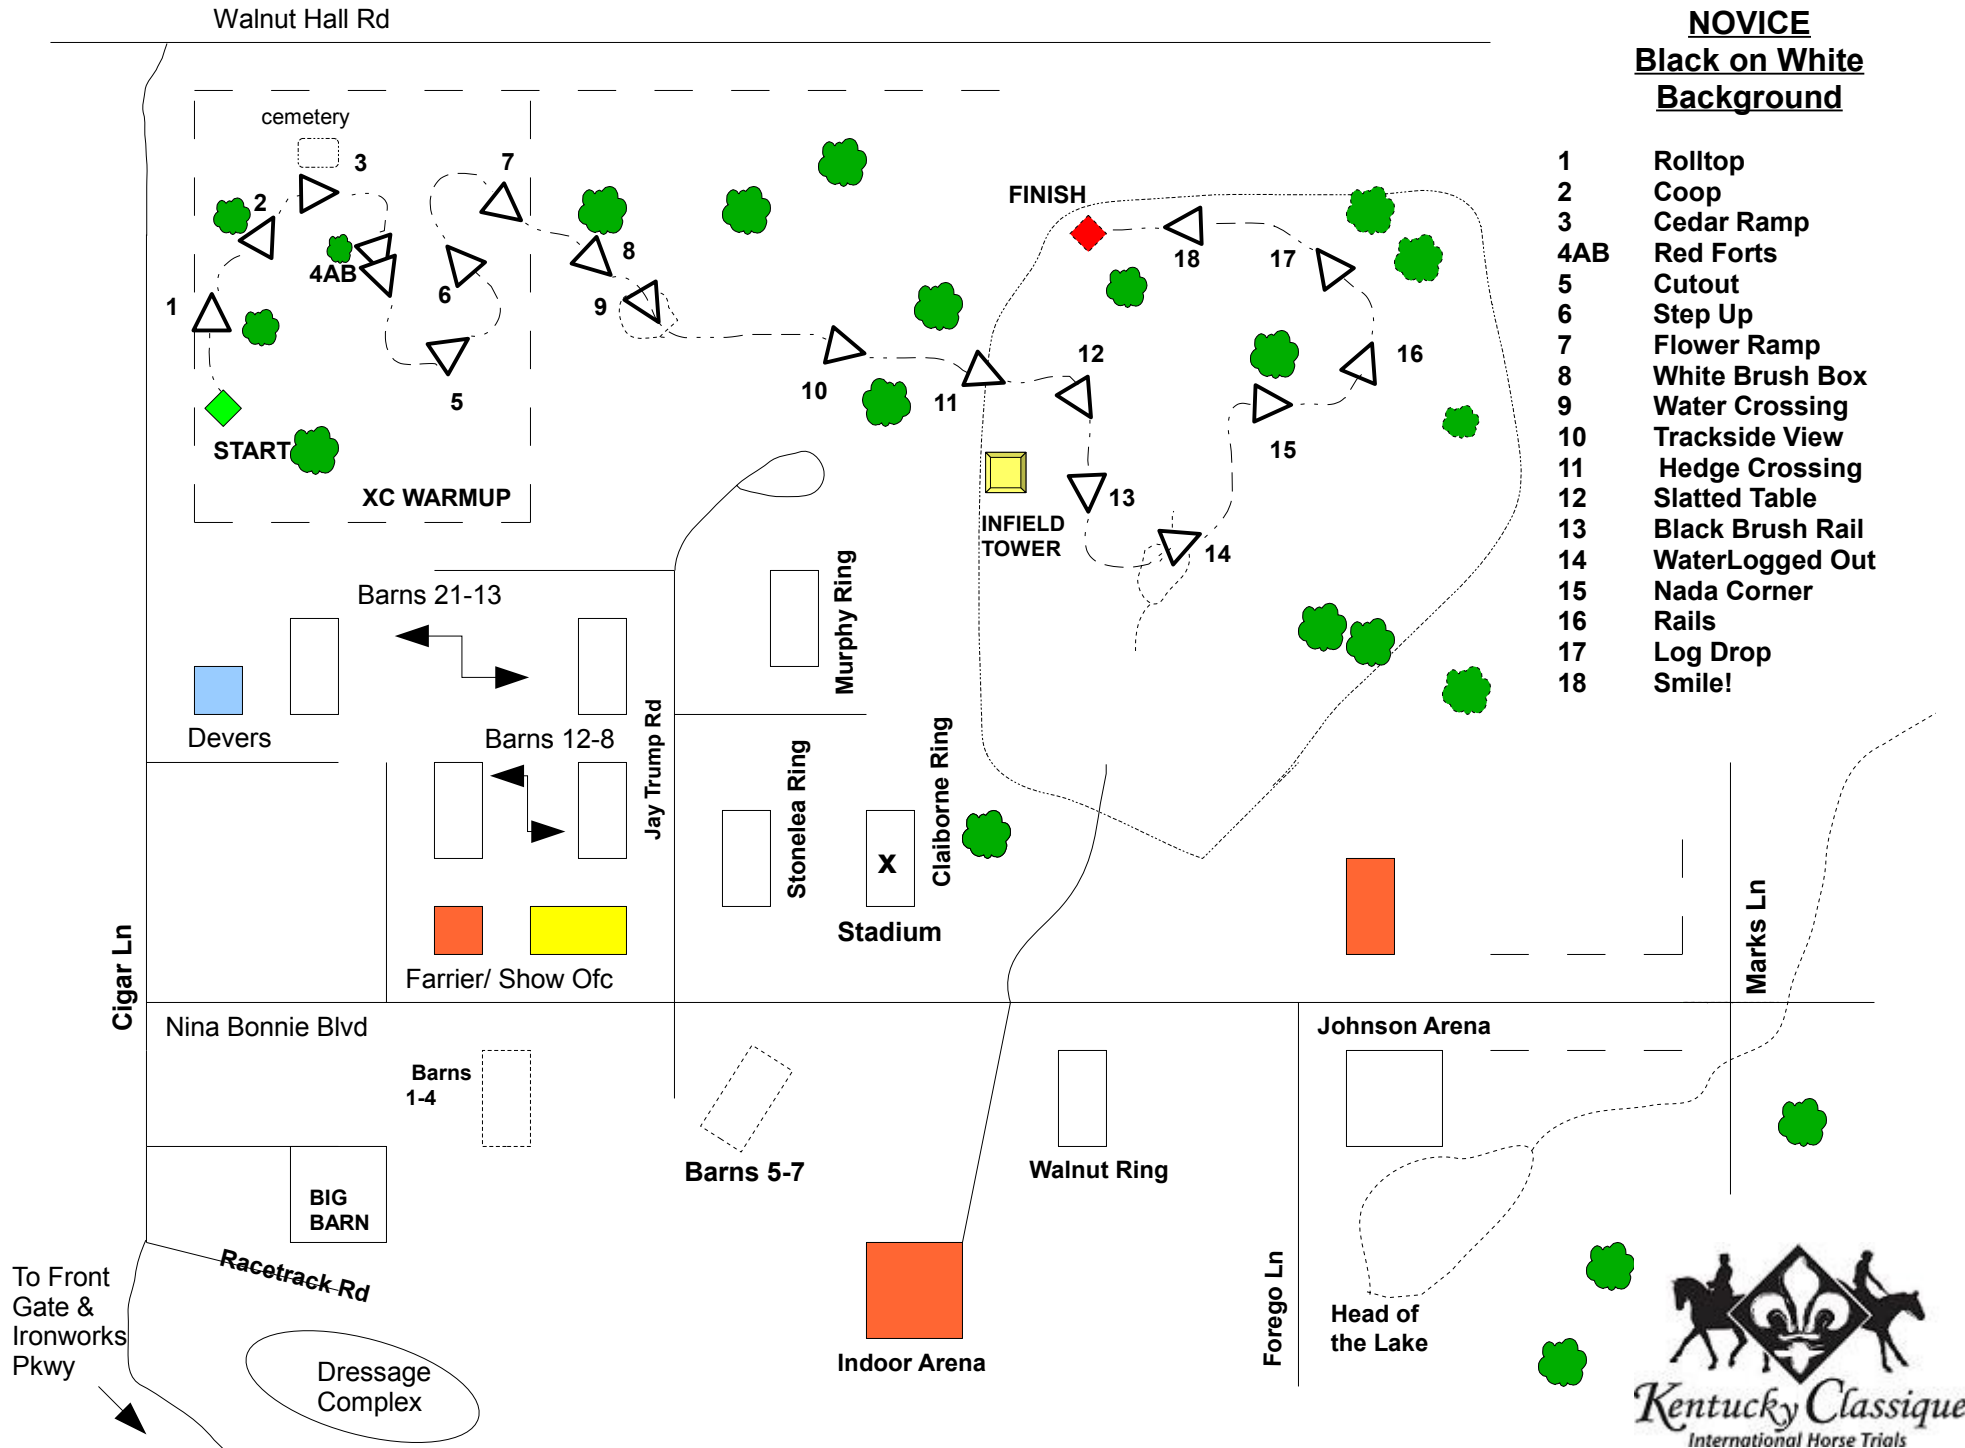 Walnut Hall Rd
NOVICE
Black on White
Background
cemetery
1 Rolltop
2 Coop
3 Cedar Ramp
4AB Red Forts
5 Cutout
6 Step Up
7 Flower Ramp
8 White Brush Box
9 Water Crossing
10 Trackside View
11 Hedge Crossing
12 Slatted Table
13 Black Brush Rail
14 WaterLogged Out
15 Nada Corner
16 Rails
17 Log Drop
18 Smile!
1
2
3
4AB
5
6
7
8
9
10
11
12
13
14
15
16
17
18
START
FINISH
XC WARMUP
INFIELD
TOWER
Barns 21-13
Murphy Ring
Devers
Barns 12-8
Jay Trump Rd
Stonelea Ring
Claiborne Ring
x
Stadium
Farrier/ Show Ofc
Cigar Ln
Marks Ln
Nina Bonnie Blvd
Johnson Arena
Barns
1-4
Barns 5-7
Walnut Ring
BIG
BARN
Racetrack Rd
To Front
Gate &
Ironworks
Pkwy
Dressage
Complex
Indoor Arena
Forego Ln
Head of
the Lake
Kentucky Classique
International Horse Trials